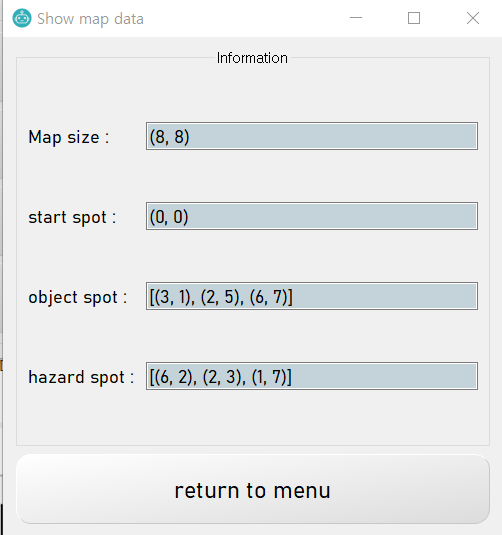 Show map data
Information
Map size : (8, 8)
start spot : (0, 0)
object spot : [(3, 1), (2, 5), (6, 7)]
hazard spot : [(6, 2), (2, 3), (1, 7)]
return to menu